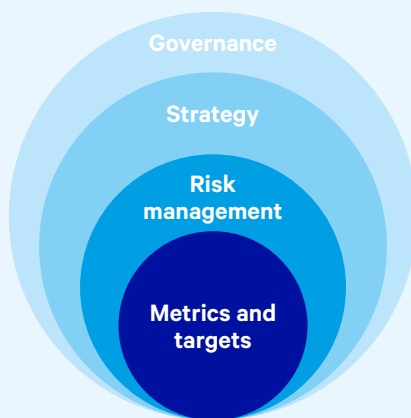 Governance
Strategy
Risk
management
Metrics and
targets